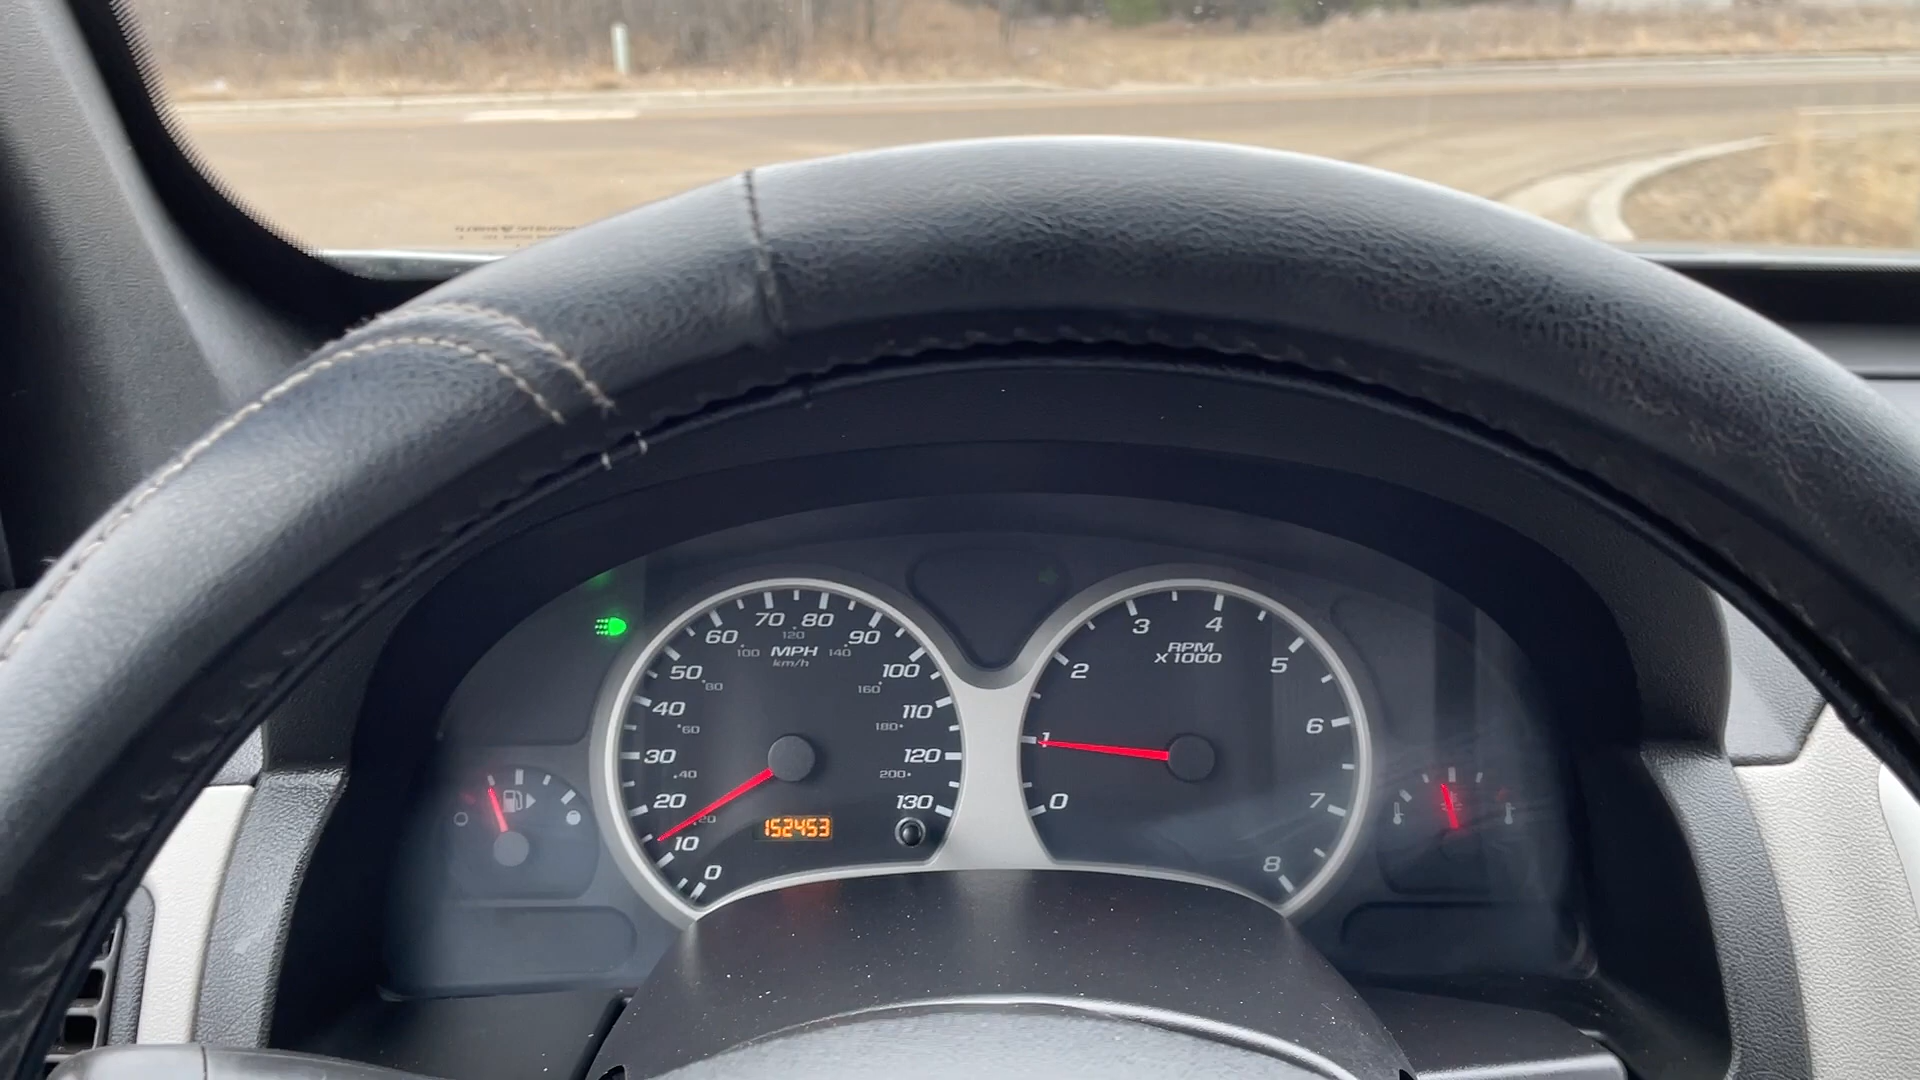 70 80
60 120 90
100 MPH 140
km/h
50 80 160 100
40 60 180 110
30 40 200 120
20 20 130
152453
10
0
3 4
RPM
X 1000
2 5
1 6
0 7
8